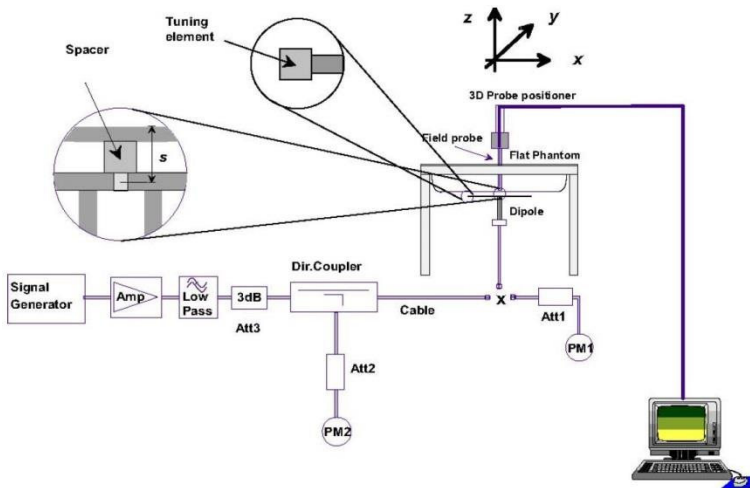 Tuning
element
Spacer
s
z
y
x
3D Probe positioner
Field probe
Flat Phantom
Dipole
Dir.Coupler
Signal
Generator
Amp
Low
Pass
3dB
Att3
Cable
x
Att1
PM1
Att2
PM2